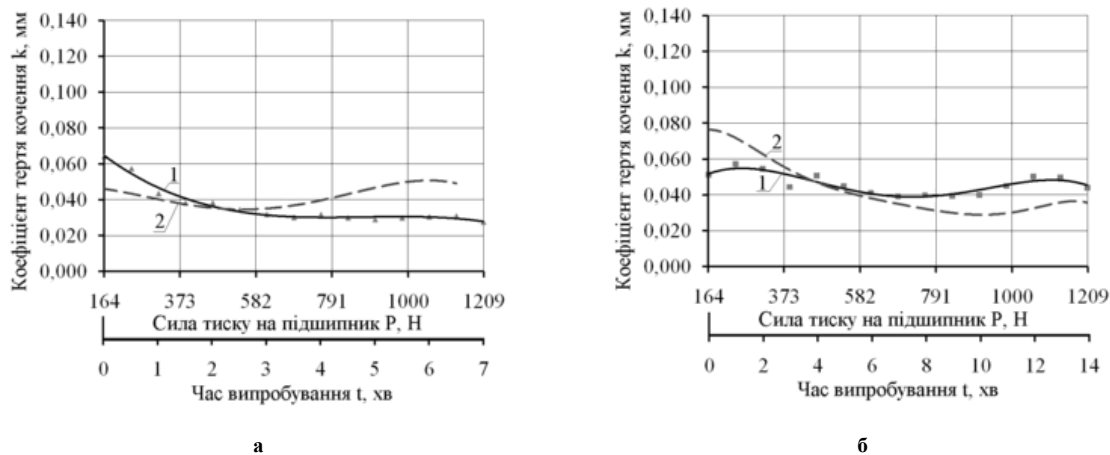 Коефіцієнт тертя кочення k, мм
0,140
0,120
0,100
0,080
0,060
0,040
0,020
0,000
1
2
164 373 582 791 1000 1209
Сила тиску на підшипник P, Н
0 1 2 3 4 5 6 7
Час випробування t, хв
а
Коефіцієнт тертя кочення k, мм
0,140
0,120
0,100
0,080
0,060
0,040
0,020
0,000
2
1
164 373 582 791 1000 1209
Сила тиску на підшипник P, Н
0 2 4 6 8 10 12 14
Час випробування t, хв
б